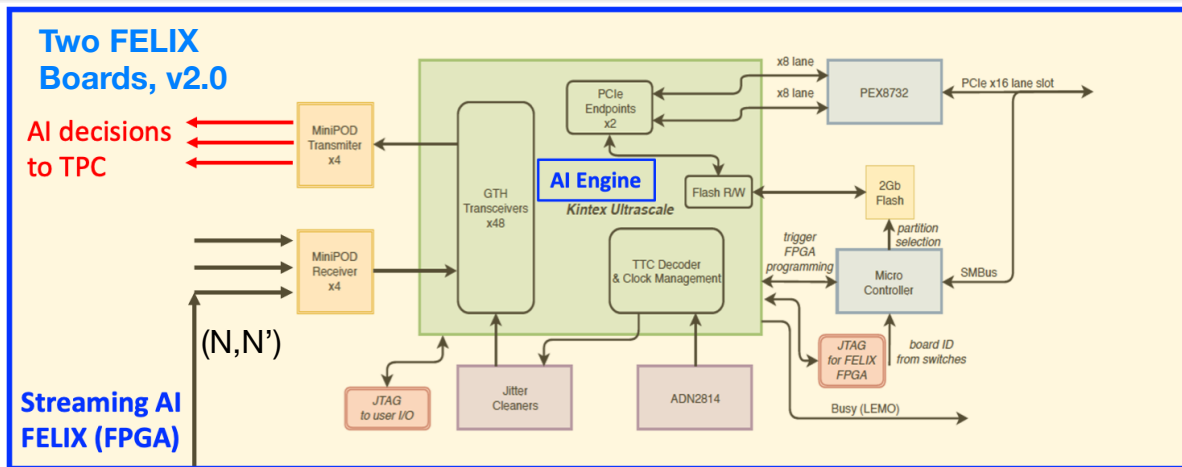 Two FELIX
Boards, v2.0
AI decisions
to TPC
MiniPOD
Transmiter
x4
MiniPOD
Receiver
x4
(N,N’)
Streaming AI
FELIX (FPGA)
GTH
Transceivers
x48
PCIe
Endpoints
x2
AI Engine
Kintex Ultrascale
Flash R/W
TTC Decoder
& Clock Management
x8 lane
x8 lane
PEX8732
PCIe x16 lane slot
2Gb
Flash
partition
selection
trigger
FPGA
programming
Micro
Controller
SMBus
JTAG
to user I/O
Jitter
Cleaners
ADN2814
JTAG
for FELIX
FPGA
board ID
from switches
Busy (LEMO)